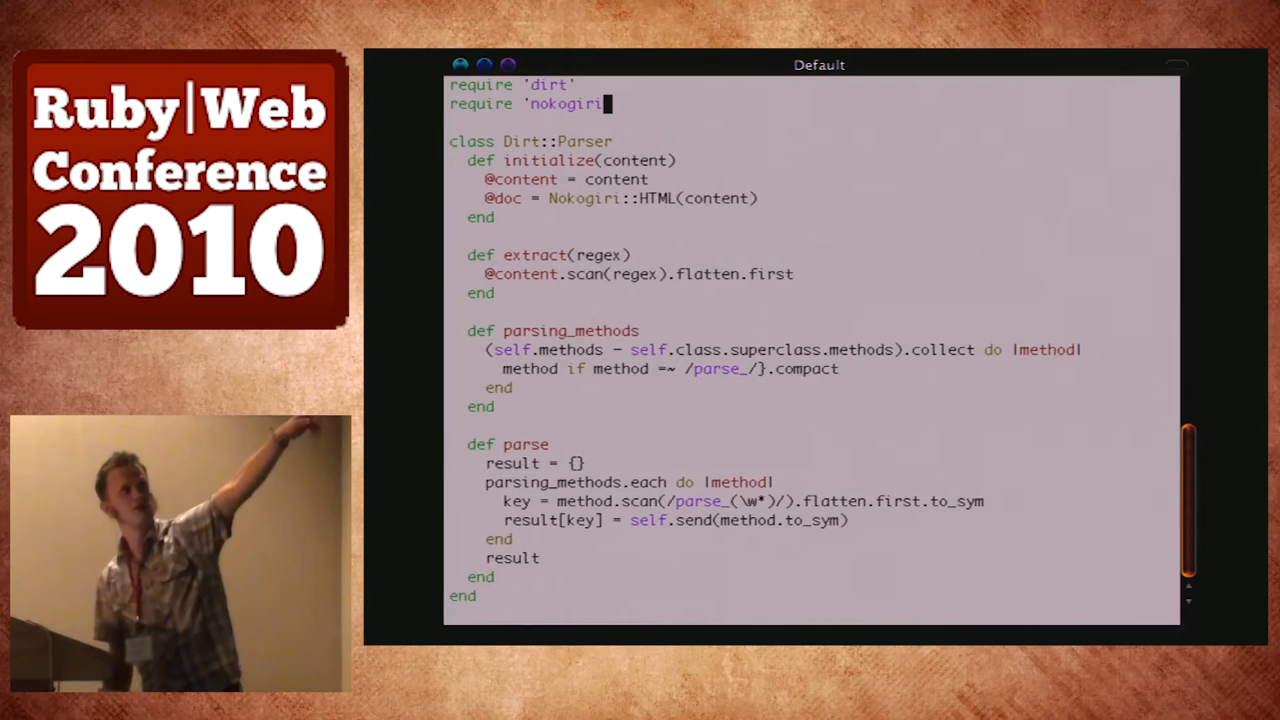 Ruby|Web
Conference
2010
Default
require 'dirt'
require 'nokogiri
class Dirt::Parser
def initialize(content)
@content = content
@doc = Nokogiri::HTML(content)
end
def extract(regex)
@content.scan(regex).flatten.first
end
def parsing_methods
(self.methods - self.class.superclass.methods).collect do |method|
method if method =~ /parse_/}.compact
end
end
def parse
result = {}
parsing_methods.each do |method|
key = method.scan(/parse_(\w*)/).flatten.first.to_sym
result[key] = self.send(method.to_sym)
end
result
end
end